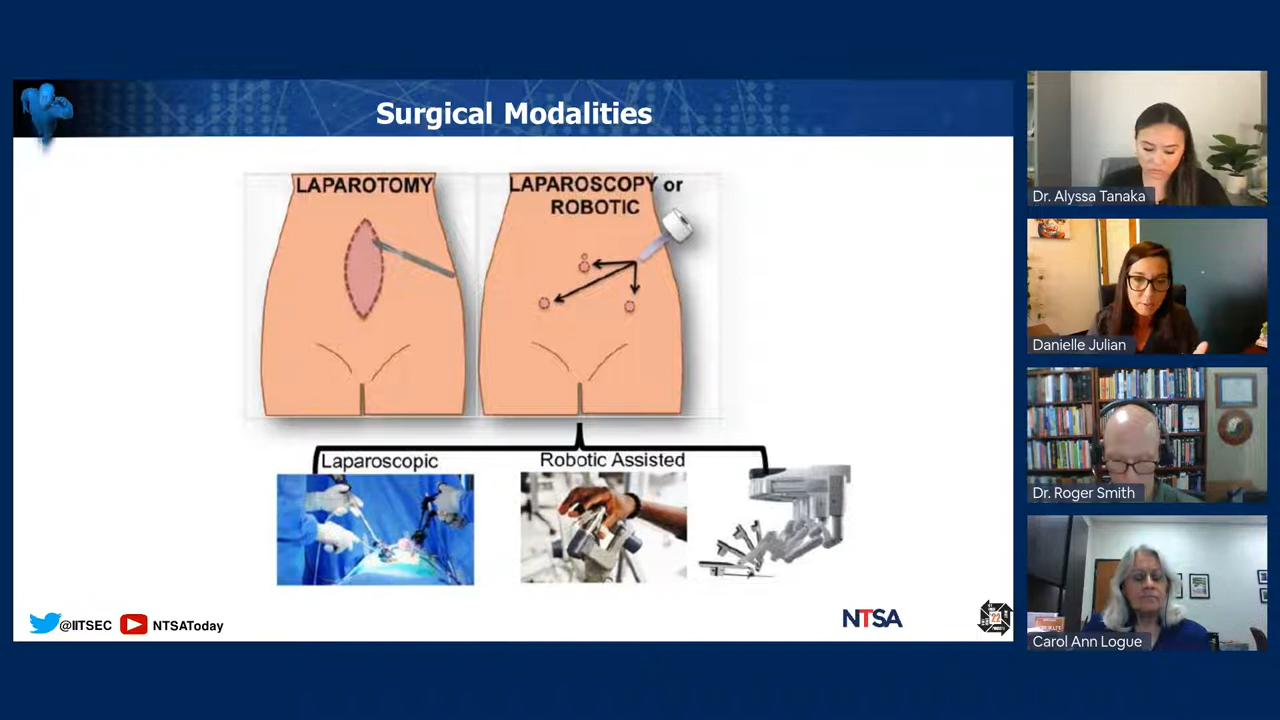 Surgical Modalities
LAPAROTOMY
LAPAROSCOPY or
ROBOTIC
Laparoscopic
Robotic Assisted
@IITSEC
NTSAToday
NTSA
Dr. Alyssa Tanaka
Danielle Julian
Dr. Roger Smith
Carol Ann Logue